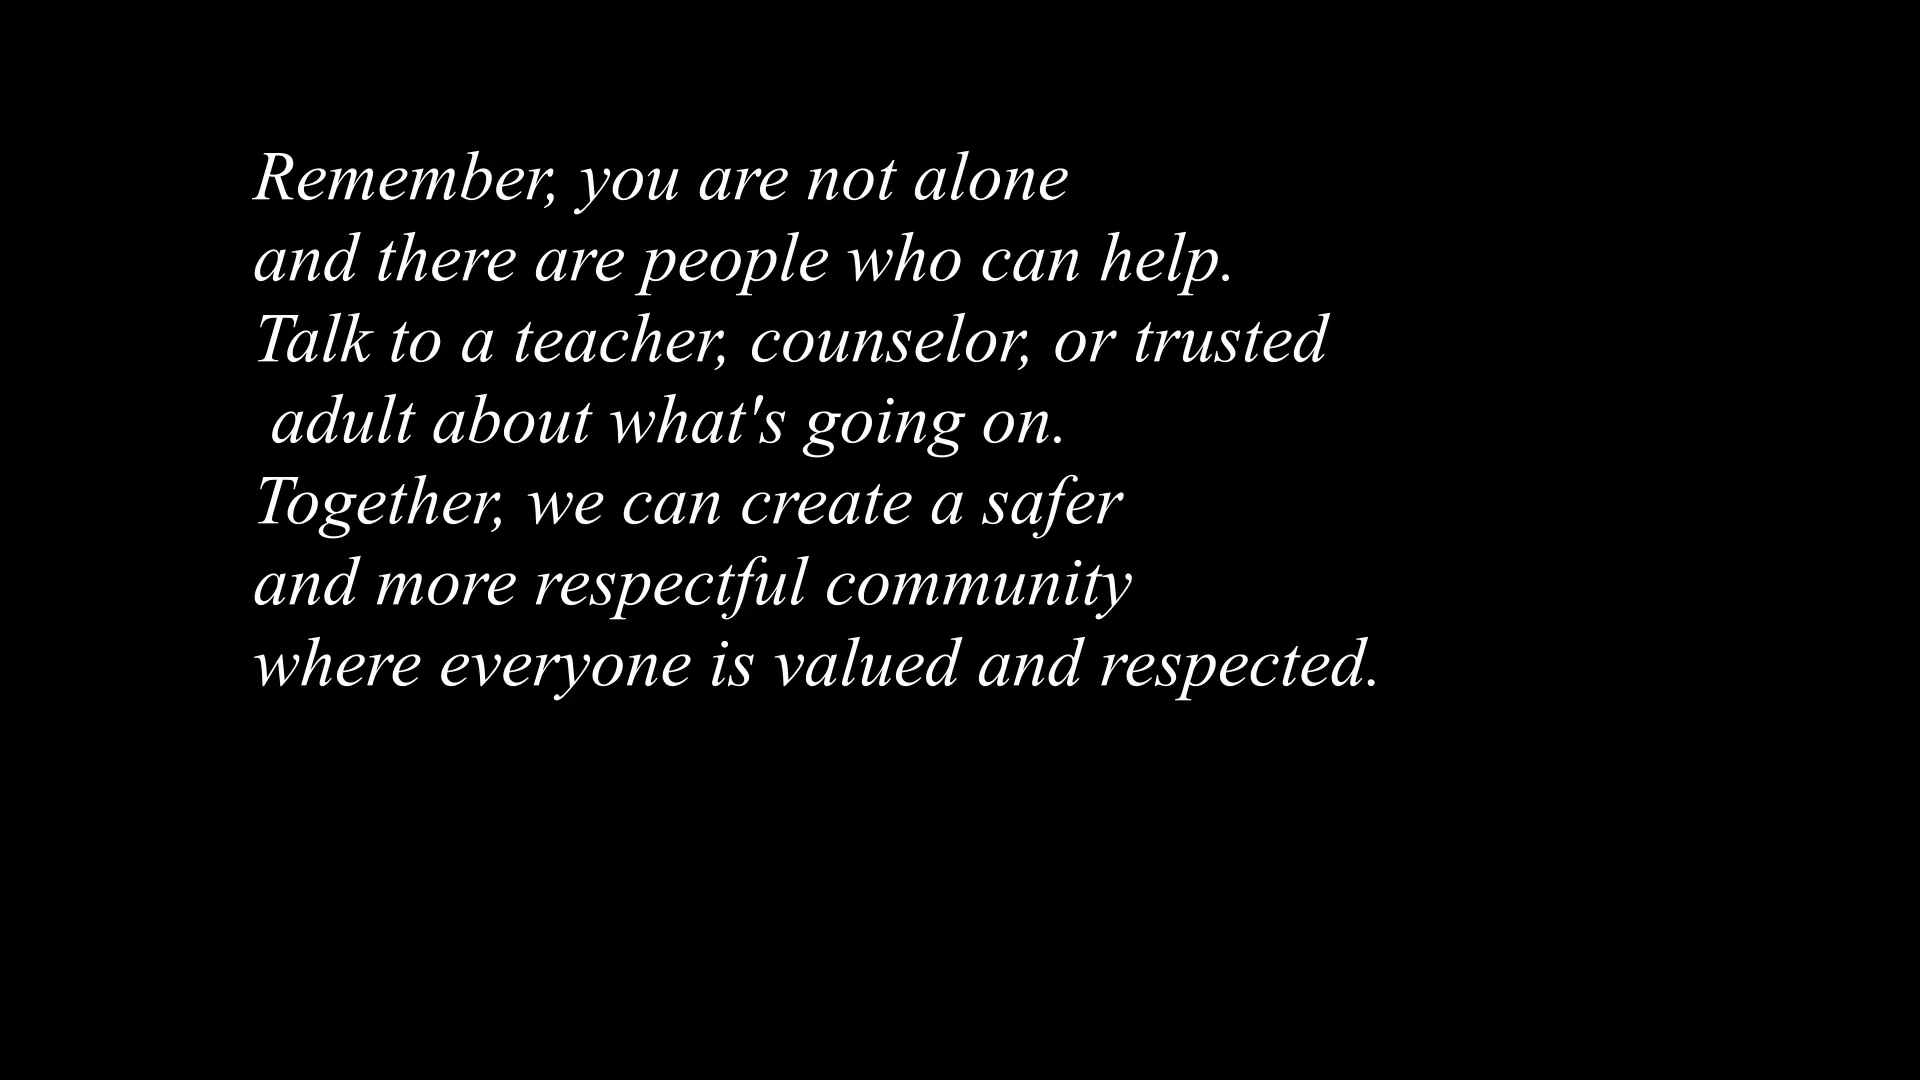 Remember, you are not alone
and there are people who can help.
Talk to a teacher, counselor, or trusted
adult about what's going on.
Together, we can create a safer
and more respectful community
where everyone is valued and respected.